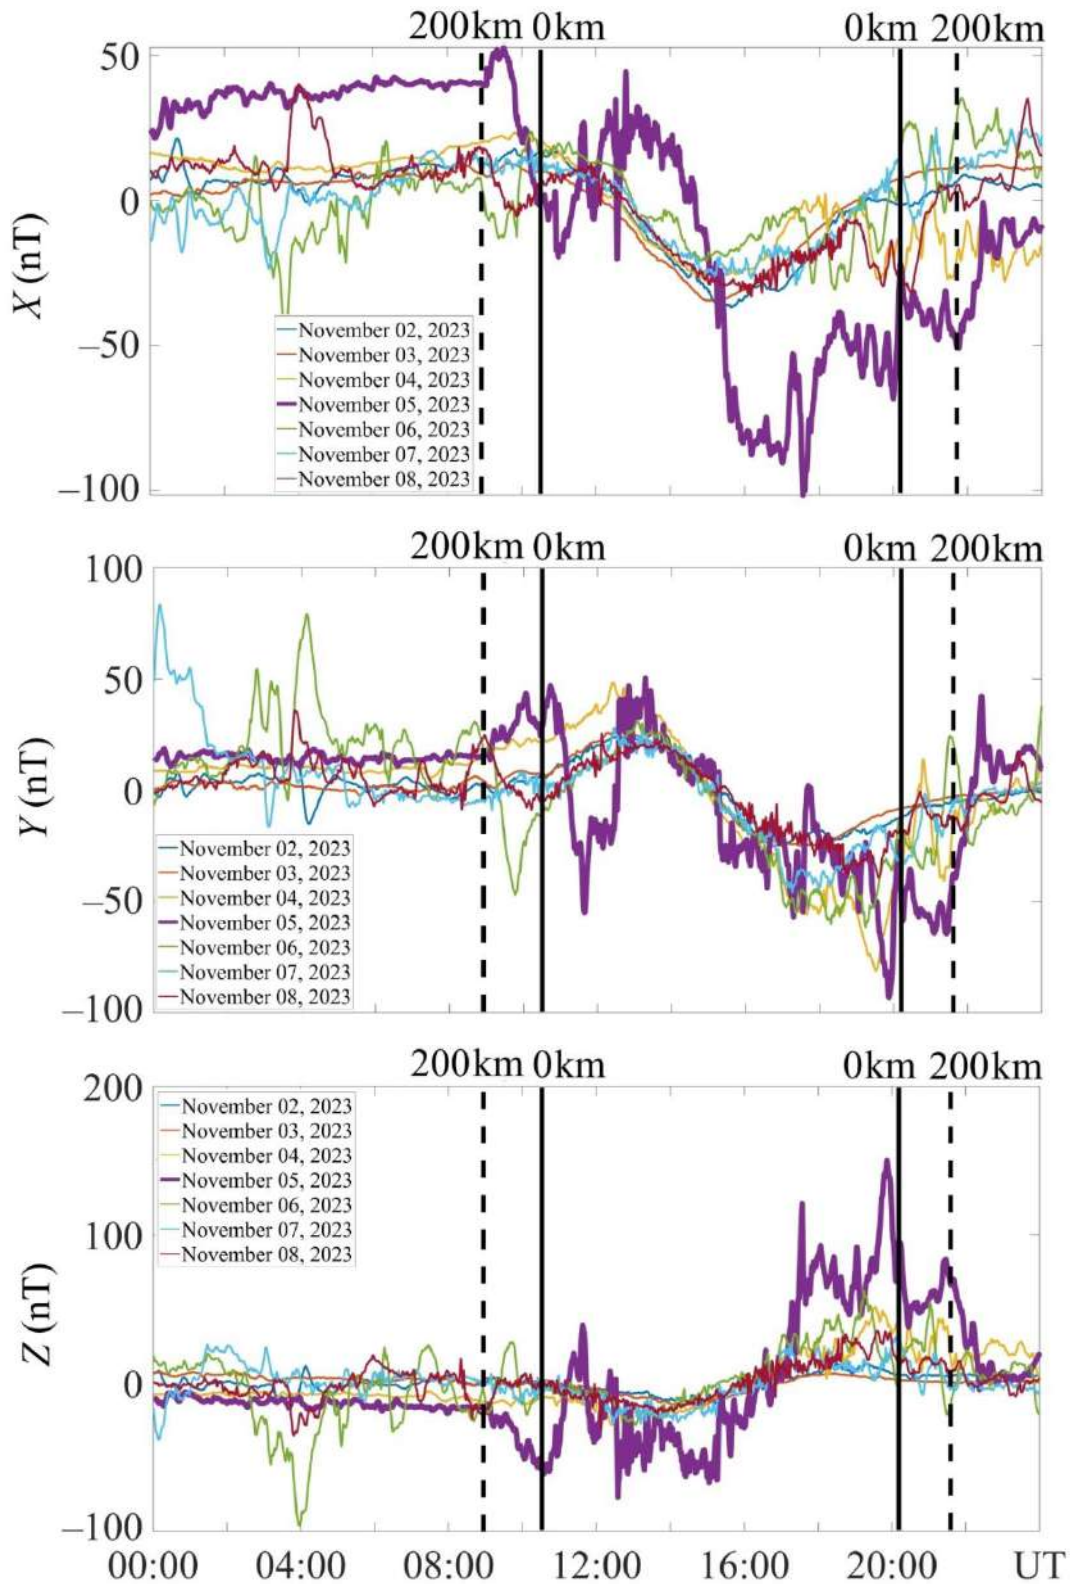 200km 0km 0km 200km
50
0
−50
−100
X (nT)
November 02, 2023
November 03, 2023
November 04, 2023
November 05, 2023
November 06, 2023
November 07, 2023
November 08, 2023
200km 0km 0km 200km
100
50
0
−50
−100
Y (nT)
November 02, 2023
November 03, 2023
November 04, 2023
November 05, 2023
November 06, 2023
November 07, 2023
November 08, 2023
200km 0km 0km 200km
200
100
0
−100
Z (nT)
November 02, 2023
November 03, 2023
November 04, 2023
November 05, 2023
November 06, 2023
November 07, 2023
November 08, 2023
00:00 04:00 08:00 12:00 16:00 20:00 UT